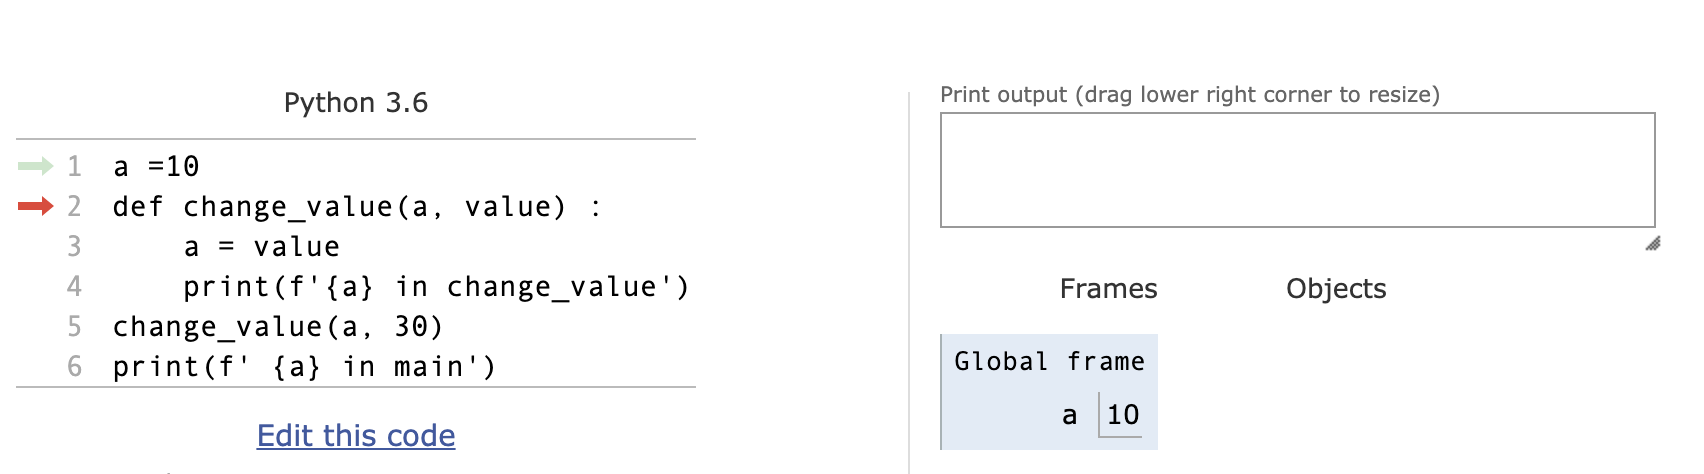 Python 3.6
1 a =10
2 def change_value(a, value) :
3     a = value
4     print(f'{a} in change_value')
5 change_value(a, 30)
6 print(f' {a} in main')
Edit this code
Print output (drag lower right corner to resize)
Frames Objects
Global frame
a 10